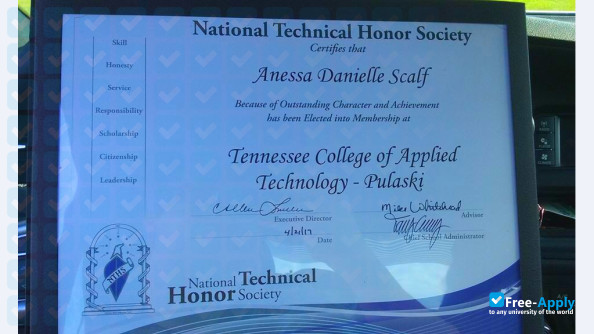 National Technical Honor Society
Certifies that
Skill
Honesty
Service
Responsibility
Scholarship
Citizenship
Leadership
Anessa Danielle Scalf
Because of Outstanding Character and Achievement
has been Elected into Membership at
Tennessee College of Applied
Technology - Pulaski
Executive Director
Advisor
School Administrator
Date
NTHS
National Technical
Honor Society
Free-Apply
to any university of the world